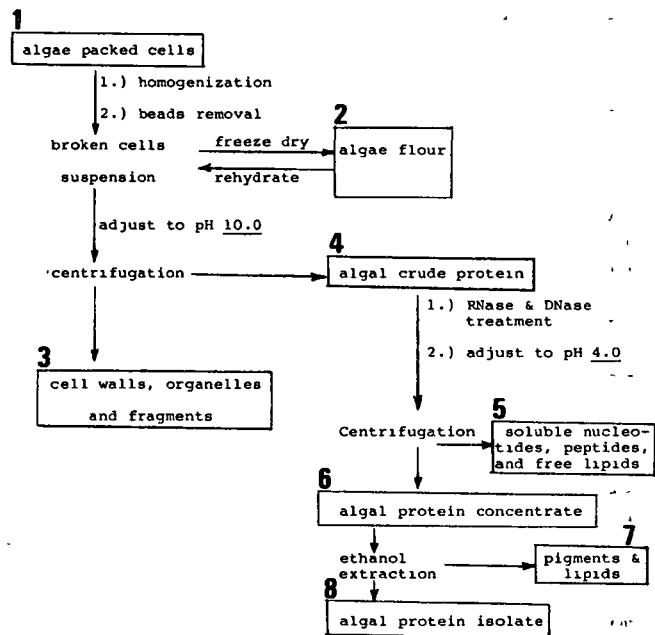 1
algae packed cells
1.) homogenization
2.) beads removal
broken cells
suspension
freeze dry
rehydrate
2
algae flour
adjust to pH 10.0
centrifugation
4
algal crude protein
1.) RNase & DNase
treatment
2.) adjust to pH 4.0
3
cell walls, organelles
and fragments
Centrifugation
5
soluble nucleo-
tides, peptides,
and free lipids
6
algal protein concentrate
ethanol
extraction
7
pigments &
lipids
8
algal protein isolate